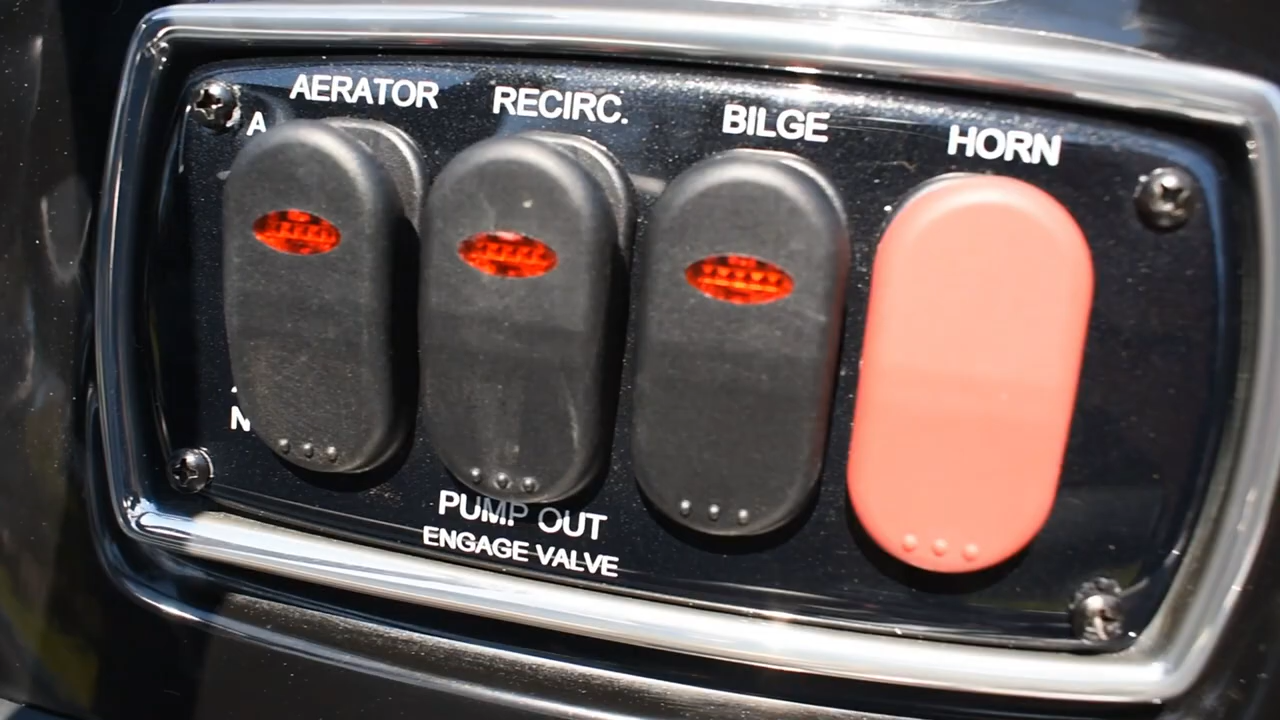 AERATOR
RECIRC.
BILGE
HORN
A
N
PUMP OUT
ENGAGE VALVE